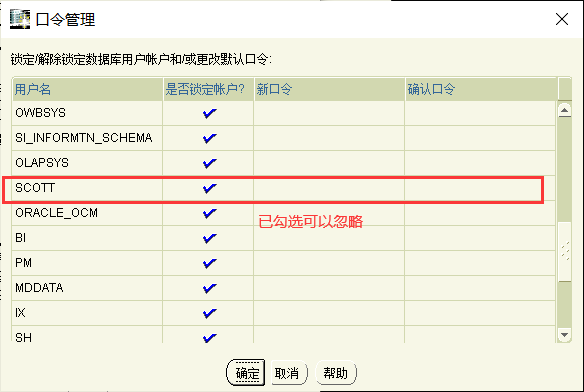 口令管理
锁定/解除锁定数据库用户帐户和/或更改默认口令:
用户名 是否锁定帐户? 新口令 确认口令
OWBSYS
SI_INFORMTN_SCHEMA
OLAPSYS
SCOTT
ORACLE_OCM
已勾选可以忽略
BI
PM
MDDATA
IX
SH
确定 取消 帮助